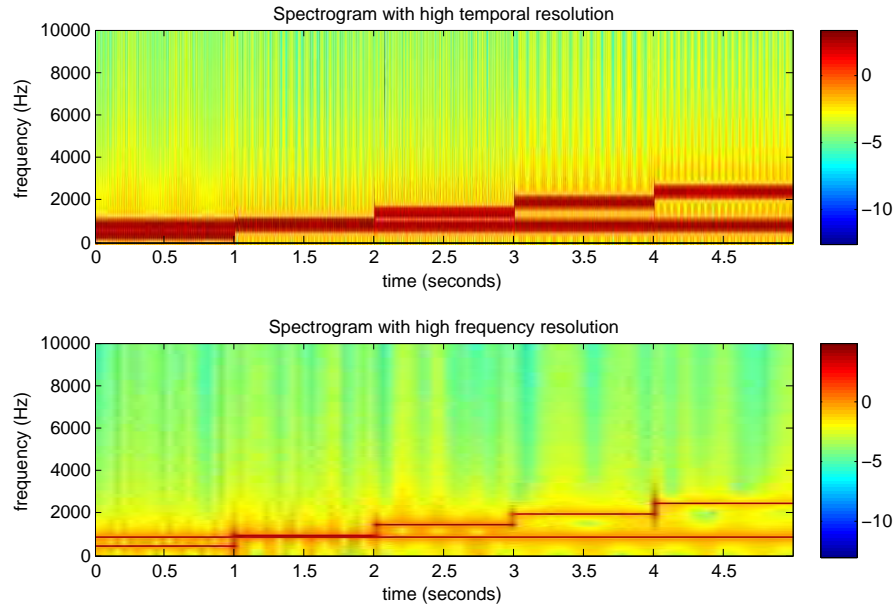 Spectrogram with high temporal resolution
10000
8000
6000
4000
2000
0
frequency (Hz)
0 0.5 1 1.5 2 2.5 3 3.5 4 4.5
time (seconds)
0
−5
−10
Spectrogram with high frequency resolution
10000
8000
6000
4000
2000
0
frequency (Hz)
0 0.5 1 1.5 2 2.5 3 3.5 4 4.5
time (seconds)
0
−5
−10